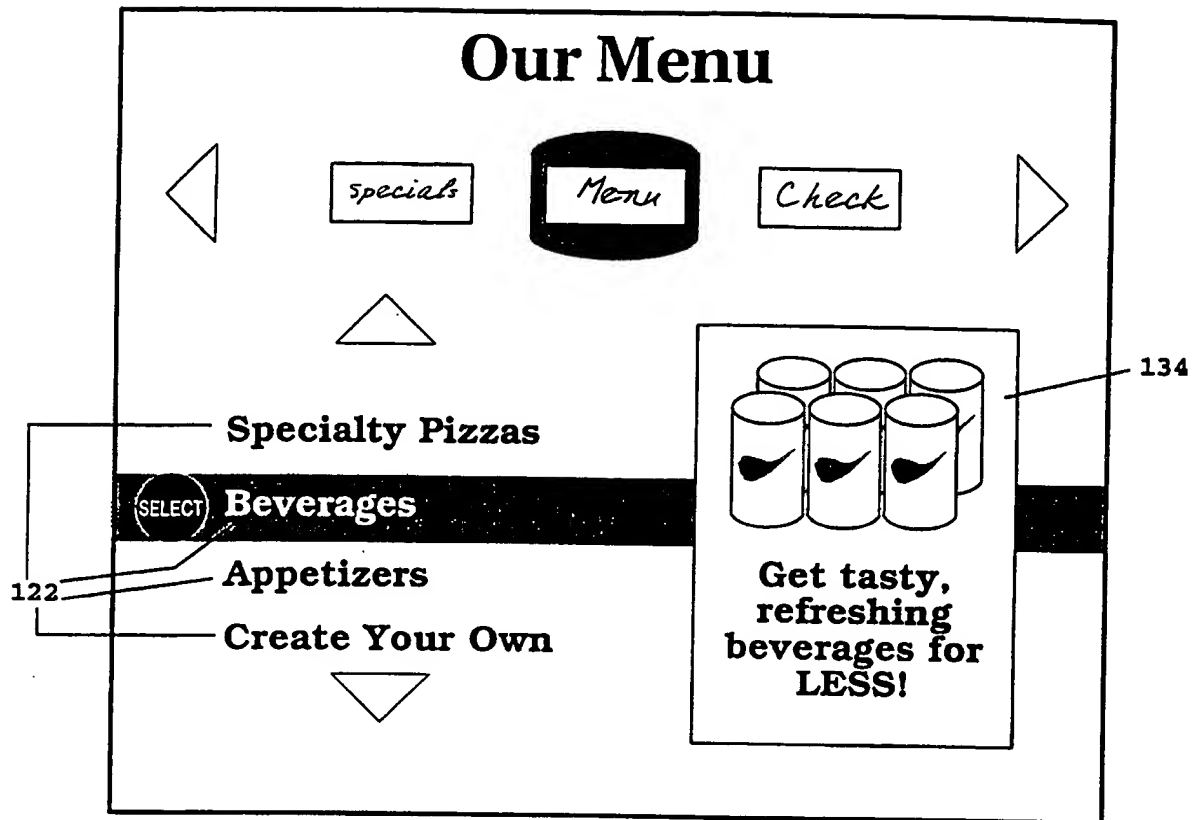 Our Menu
specials
Menu
Check
134
Specialty Pizzas
SELECT Beverages
122
Appetizers
Create Your Own
Get tasty,
refreshing
beverages for
LESS!